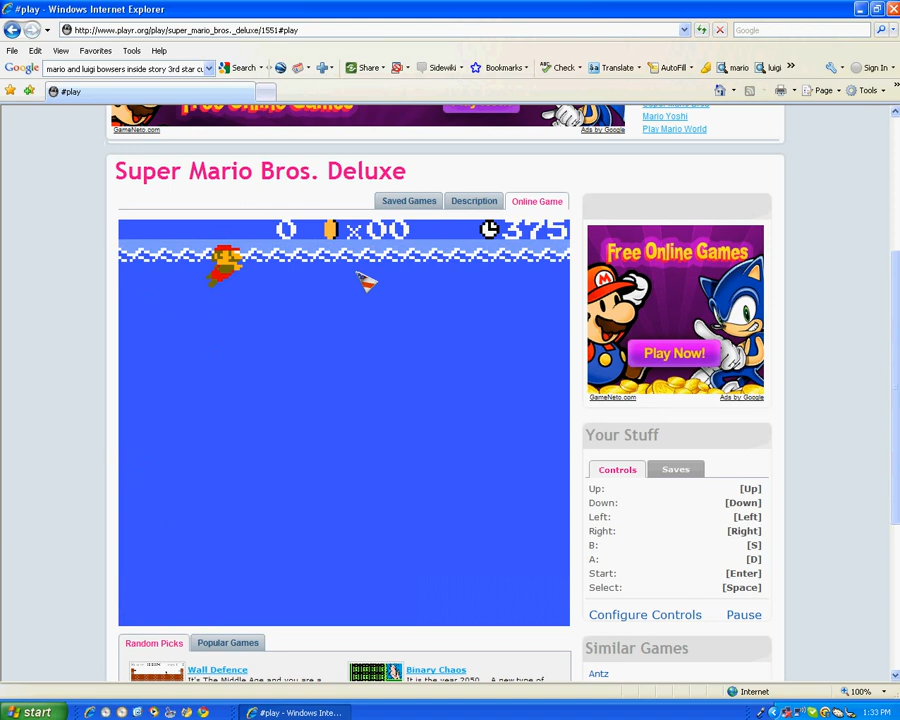 #play - Windows Internet Explorer
http://www.playr.org/play/super_mario_bros._deluxe/1551#play
Google
File Edit View Favorites Tools Help
Google mario and luigi bowsers inside story 3rd star cu Search Share Sidewiki Bookmarks Check Translate AutoFill mario luigi Sign In
#play Page Tools
Free Online Games
GameNeto.com Ads by Google
Mario Yoshi
Play Mario World
Super Mario Bros. Deluxe
Saved Games Description Online Game
0 x00 375
Free Online Games
Play Now!
GameNeto.com Ads by Google
Your Stuff
Controls Saves
Up: [Up]
Down: [Down]
Left: [Left]
Right: [Right]
B: [S]
A: [D]
Start: [Enter]
Select: [Space]
Configure Controls Pause
Random Picks Popular Games
Similar Games
Wall Defence Binary Chaos
It's The Middle Age and you are a It is the year 2050. A new type of
Antz
Internet 100%
start #play - Windows Inte... 1:33 PM